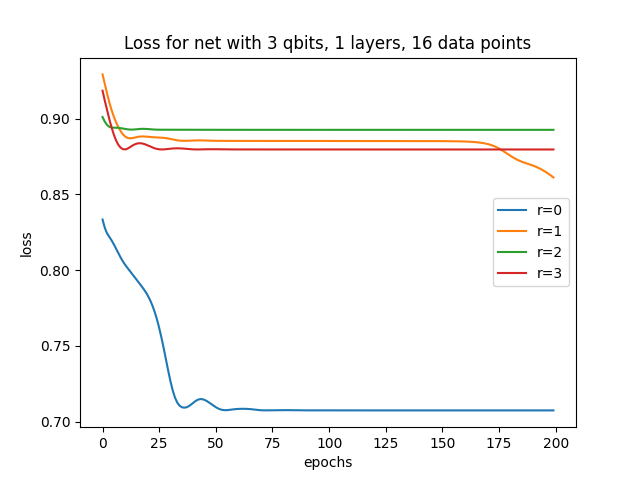 Loss for net with 3 qbits, 1 layers, 16 data points
loss
0.90
0.85
0.80
0.75
0.70
r=0
r=1
r=2
r=3
0 25 50 75 100 125 150 175 200
epochs